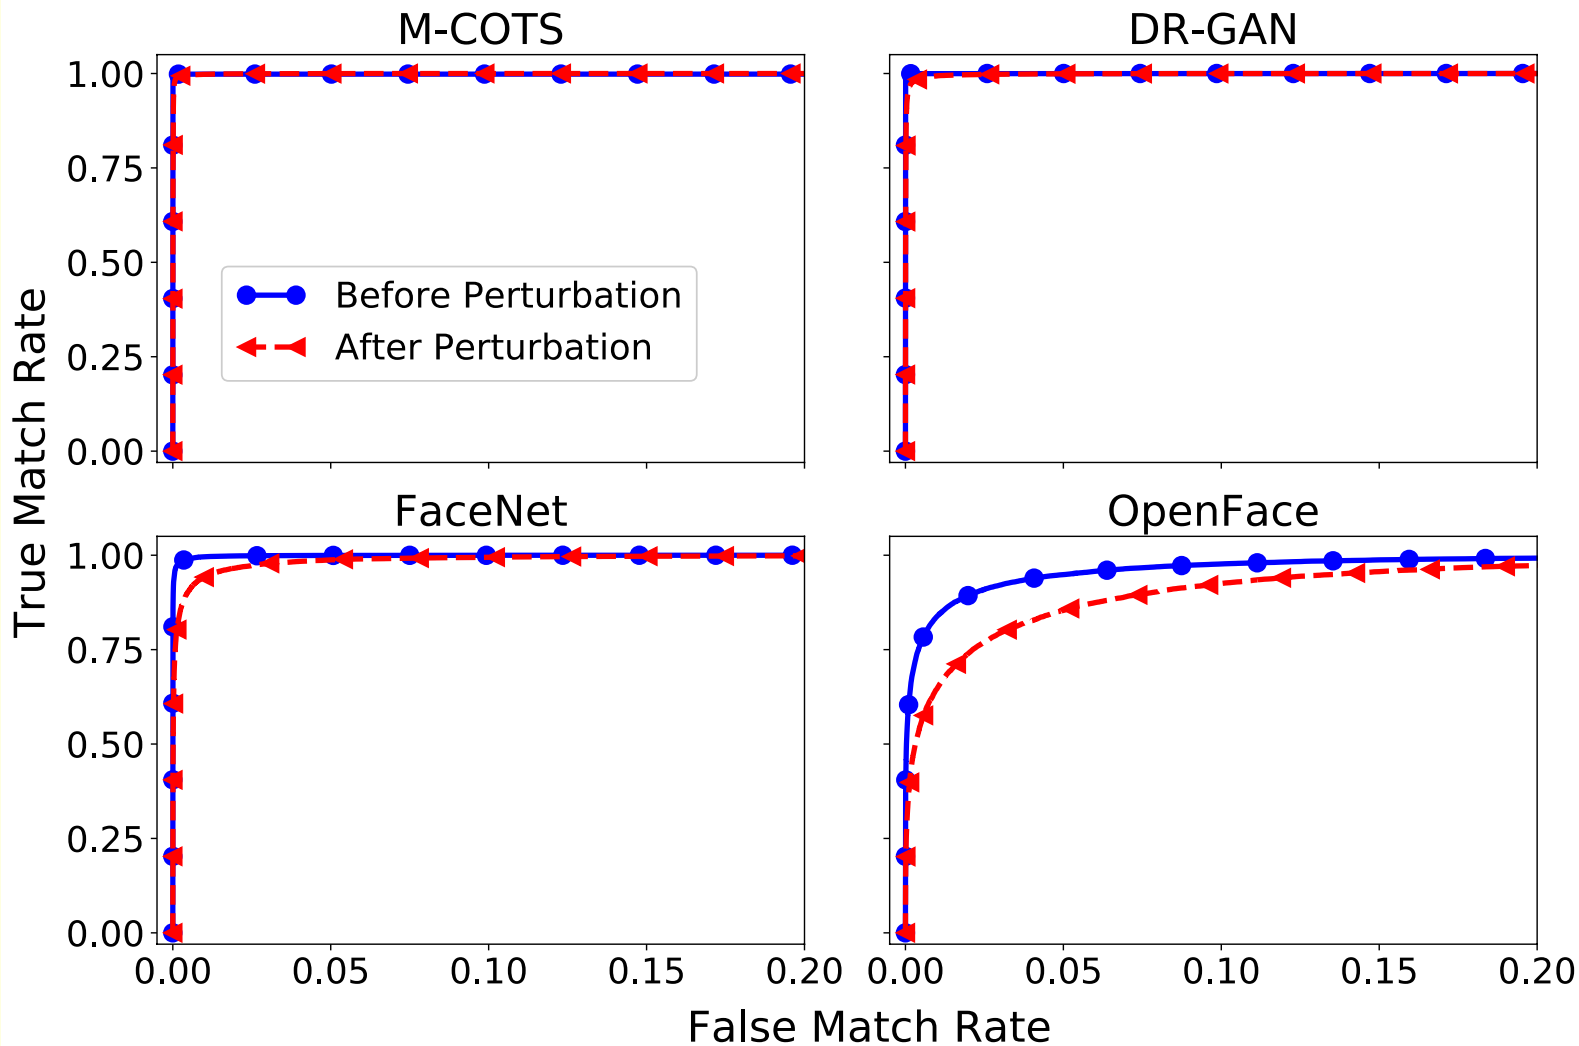 M-COTS
DR-GAN
1.00
0.75
0.50
0.25
0.00
Before Perturbation
After Perturbation
True Match Rate
FaceNet
OpenFace
1.00
0.75
0.50
0.25
0.00
0.00 0.05 0.10 0.15 0.20
0.00 0.05 0.10 0.15 0.20
False Match Rate